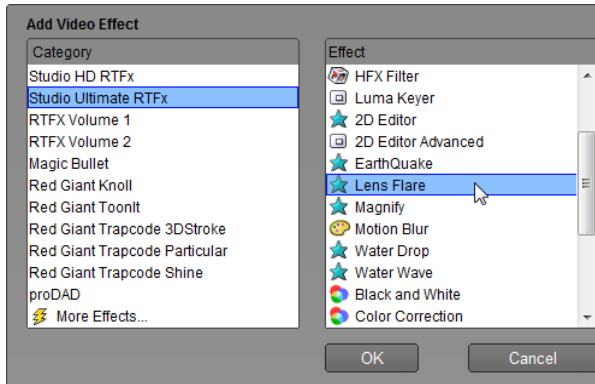 Add Video Effect
Category
Studio HD RTFx
Studio Ultimate RTFx
RTFX Volume 1
RTFX Volume 2
Magic Bullet
Red Giant Knoll
Red Giant ToonIt
Red Giant Trapcode 3DStroke
Red Giant Trapcode Particular
Red Giant Trapcode Shine
proDAD
More Effects...
Effect
HFX Filter
Luma Keyer
2D Editor
2D Editor Advanced
EarthQuake
Lens Flare
Magnify
Motion Blur
Water Drop
Water Wave
Black and White
Color Correction
OK
Cancel